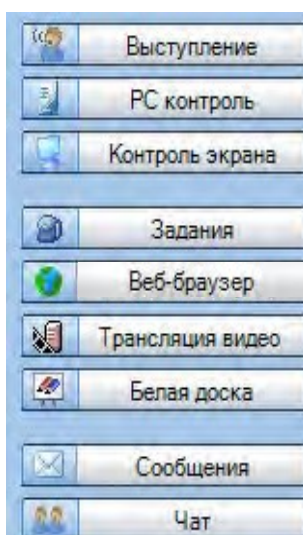 Выступление
PC контроль
Контроль экрана
Задания
Веб-браузер
Трансляция видео
Белая доска
Сообщения
Чат